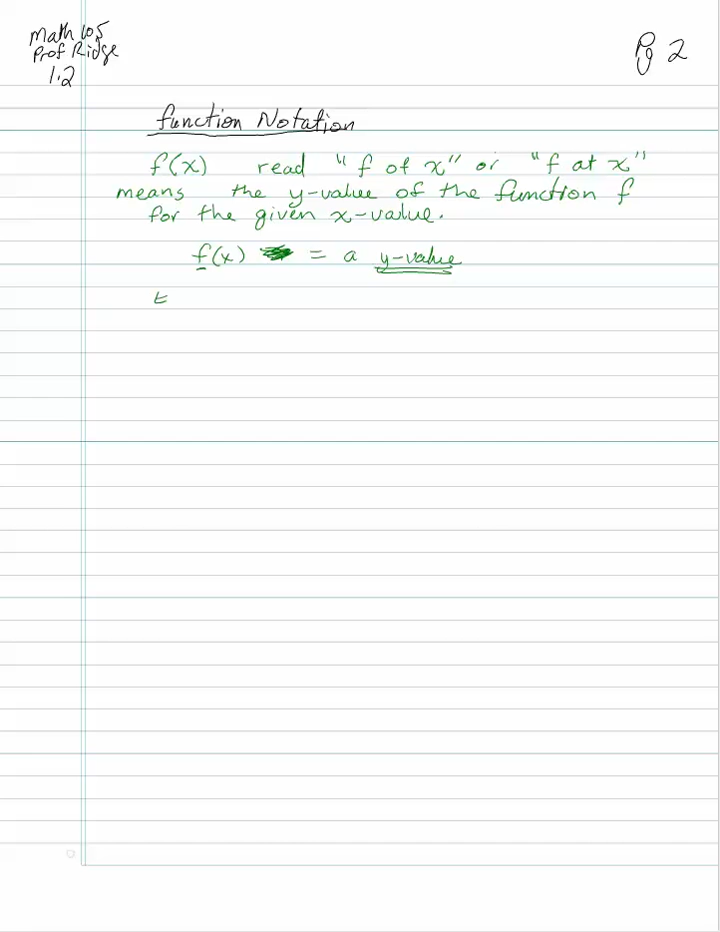 Math 105
Prof Ridge
1.2
Pg 2
function Notation
f(x) read "f of x" or "f at x"
means the y-value of the function f
for the given x-value.
f(x) = a y-value
E